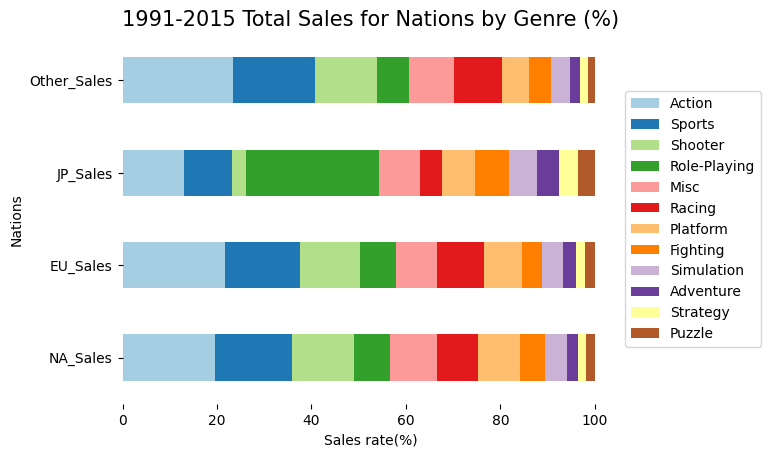 1991-2015 Total Sales for Nations by Genre (%)
Other_Sales
JP_Sales
EU_Sales
NA_Sales
Nations
0 20 40 60 80 100
Sales rate(%)
Action
Sports
Shooter
Role-Playing
Misc
Racing
Platform
Fighting
Simulation
Adventure
Strategy
Puzzle